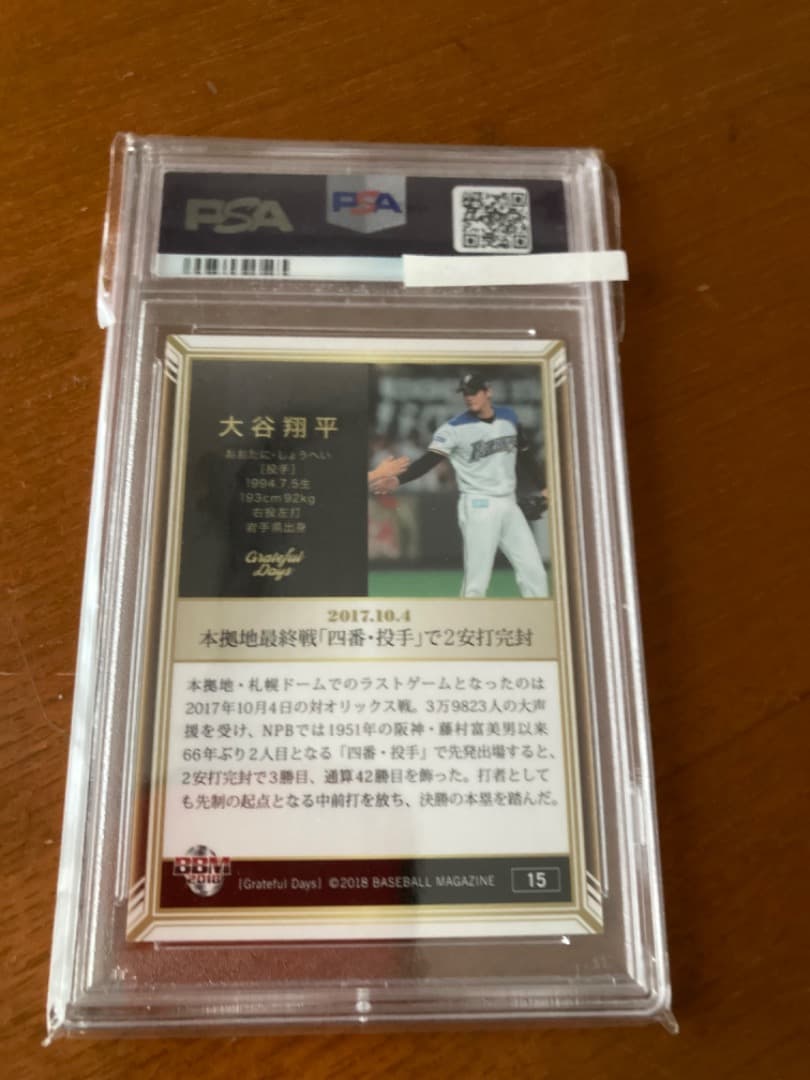 PSA
PSA
大谷翔平
おおたに・しょうへい
[投手]
1994.7.5生
193cm 92kg
右投左打
岩手県出身
Grateful
Days
2017.10.4
本拠地最終戦「四番・投手」で2安打完封
本拠地・札幌ドームでのラストゲームとなったのは
2017年10月4日の対オリックス戦。3万9823人の大声
援を受け、NPBでは1951年の阪神・藤村富美男以来
66年ぶり2人目となる「四番・投手」で先発出場すると、
2安打完封で3勝目、通算42勝目を飾った。打者として
も先制の起点となる中前打を放ち、決勝の本塁を踏んだ。
BBM
2018
[Grateful Days] ©2018 BASEBALL MAGAZINE
15